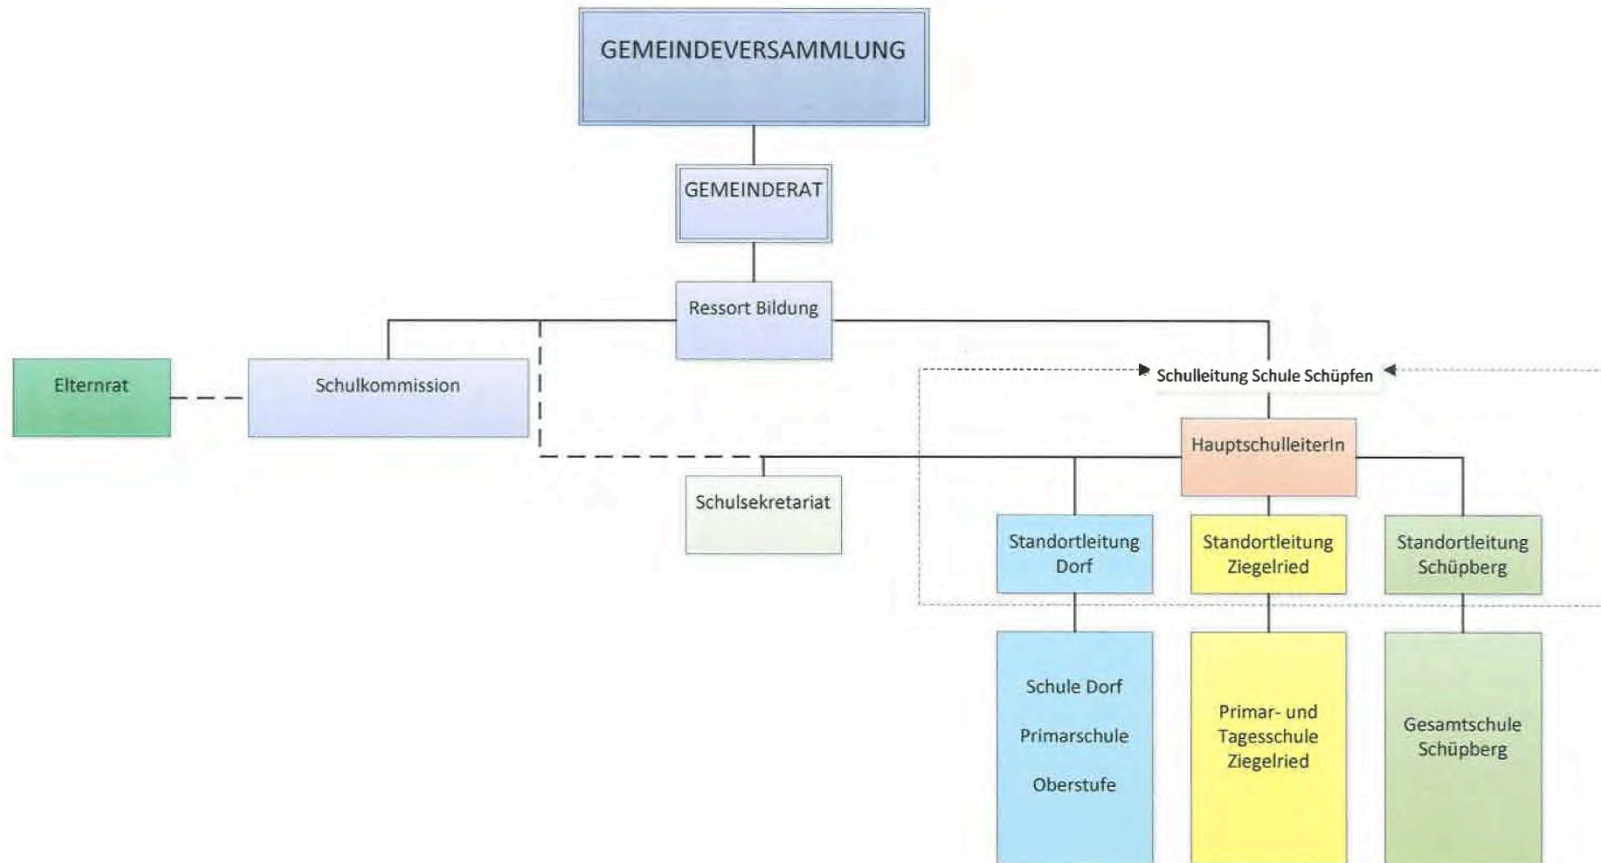 GEMEINDEVERSAMMLUNG
GEMEINDERAT
Ressort Bildung
Elternrat
Schulkommission
Schulleitung Schule Schüpfen
HauptschulleiterIn
Schulsekretariat
Standortleitung
Dorf
Standortleitung
Ziegelried
Standortleitung
Schüpberg
Schule Dorf
Primarschule
Oberstufe
Primar- und
Tagesschule
Ziegelried
Gesamtschule
Schüpberg